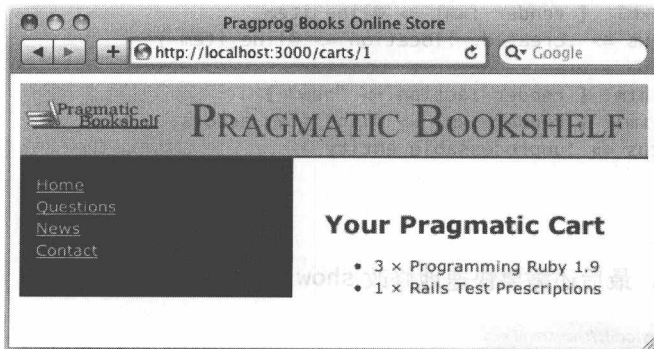 Pragprog Books Online Store
http://localhost:3000/carts/1
Google
Pragmatic
Bookshelf
PRAGMATIC BOOKSHELF
Home
Questions
News
Contact
Your Pragmatic Cart
• 3 × Programming Ruby 1.9
• 1 × Rails Test Prescriptions